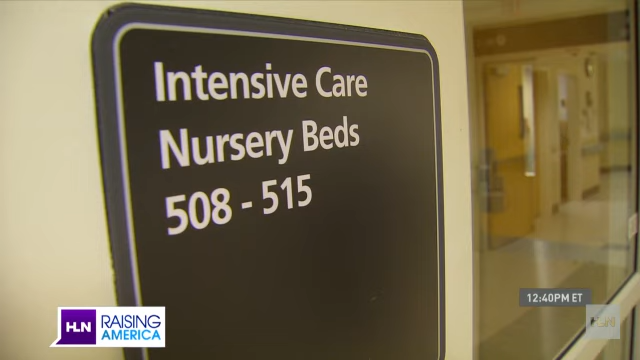 Intensive Care
Nursery Beds
508 - 515
HLN RAISING
AMERICA
12:40PM ET